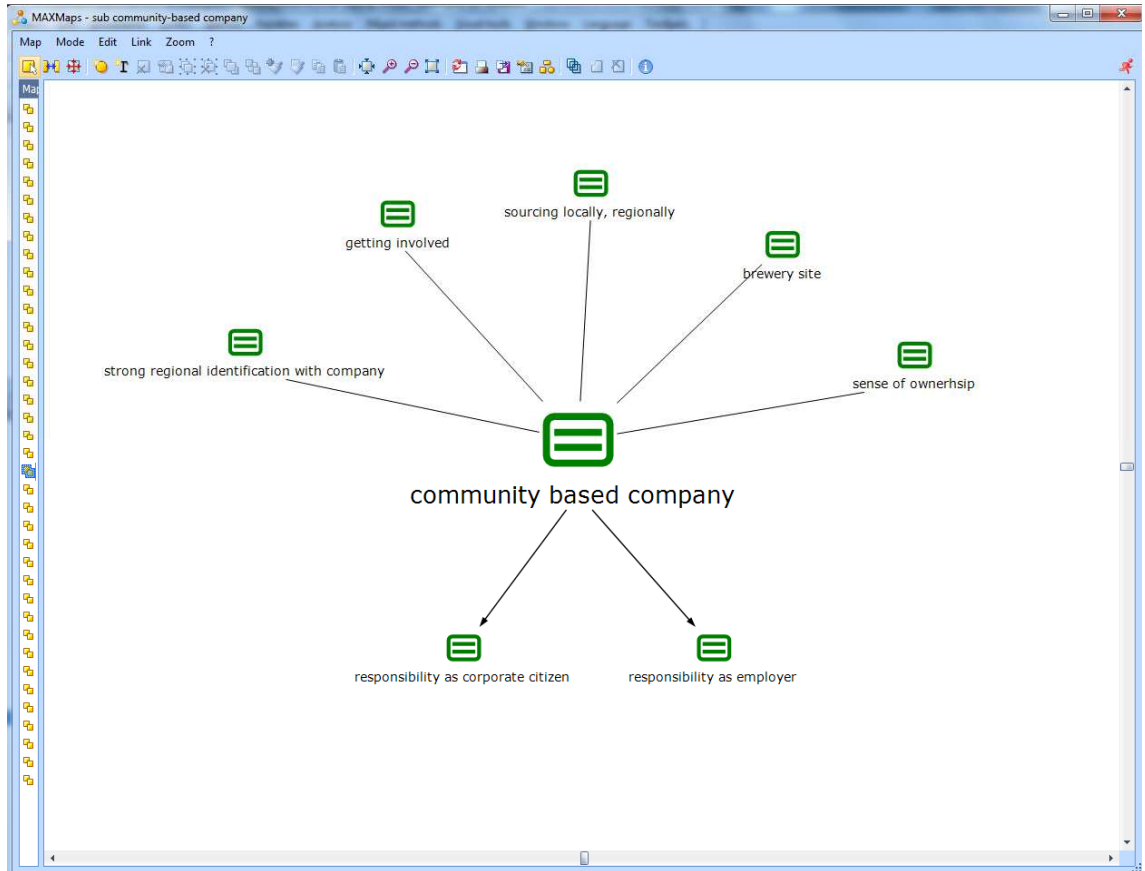 MAXMaps - sub community-based company
Map Mode Edit Link Zoom ?
Map
sourcing locally, regionally
getting involved
brewery site
strong regional identification with company
sense of ownerhsip
community based company
responsibility as corporate citizen
responsibility as employer